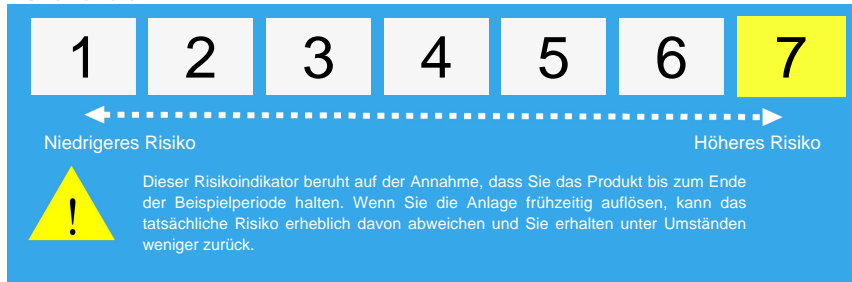 1 2 3 4 5 6 7
Niedrigeres Risiko Höheres Risiko
!
Dieser Risikoindikator beruht auf der Annahme, dass Sie das Produkt bis zum Ende
der Beispielperiode halten. Wenn Sie die Anlage frühzeitig auflösen, kann das
tatsächliche Risiko erheblich davon abweichen und Sie erhalten unter Umständen
weniger zurück.